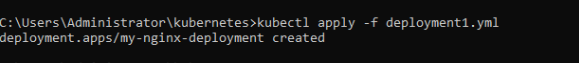 C:\Users\Administrator\kubernetes>kubectl apply -f deployment1.yml
deployment.apps/my-nginx-deployment created